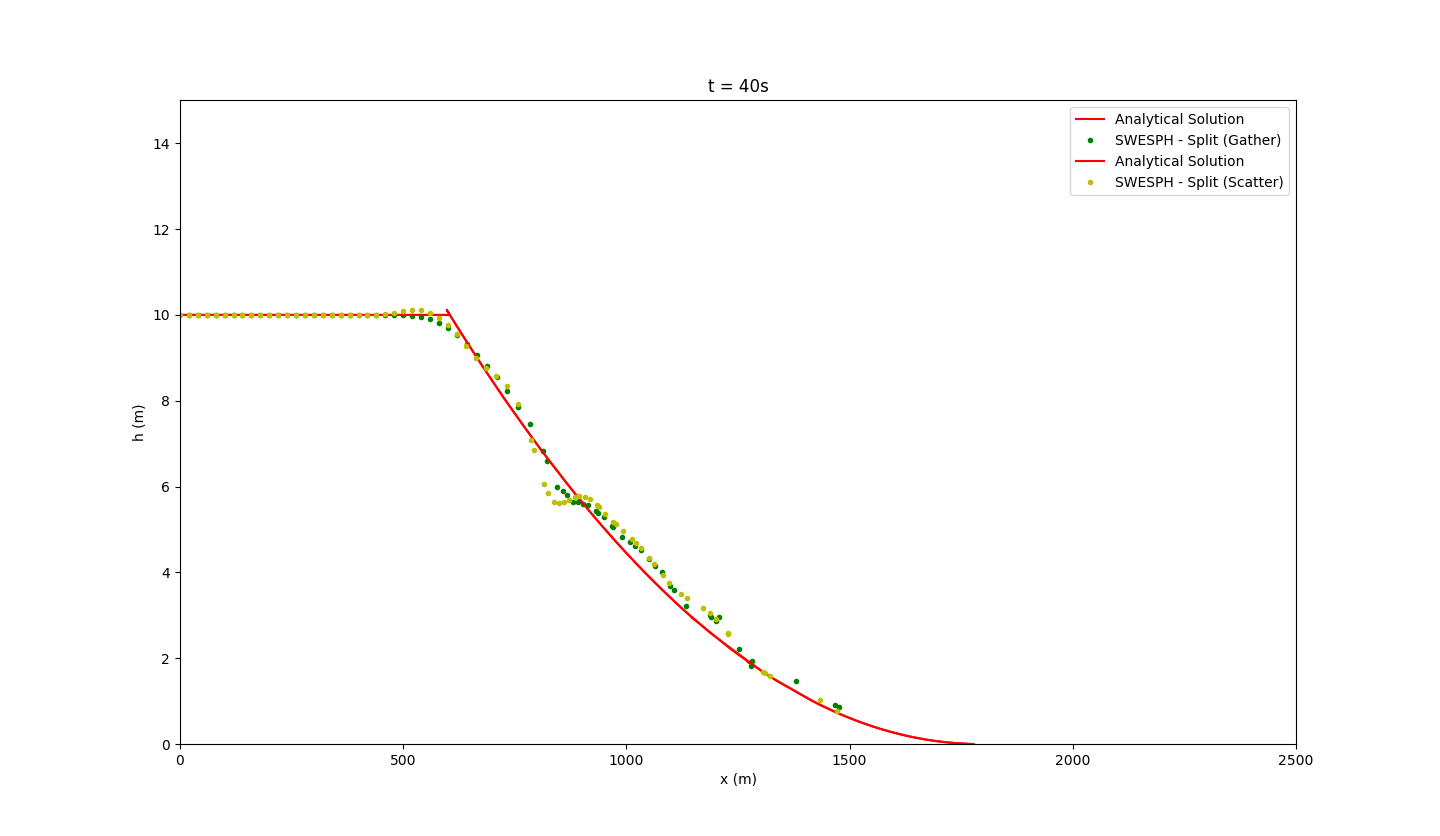 t = 40s
Analytical Solution
SWESPH - Split (Gather)
Analytical Solution
SWESPH - Split (Scatter)
14
12
10
8
6
4
2
0
h (m)
0 500 1000 1500 2000 2500
x (m)